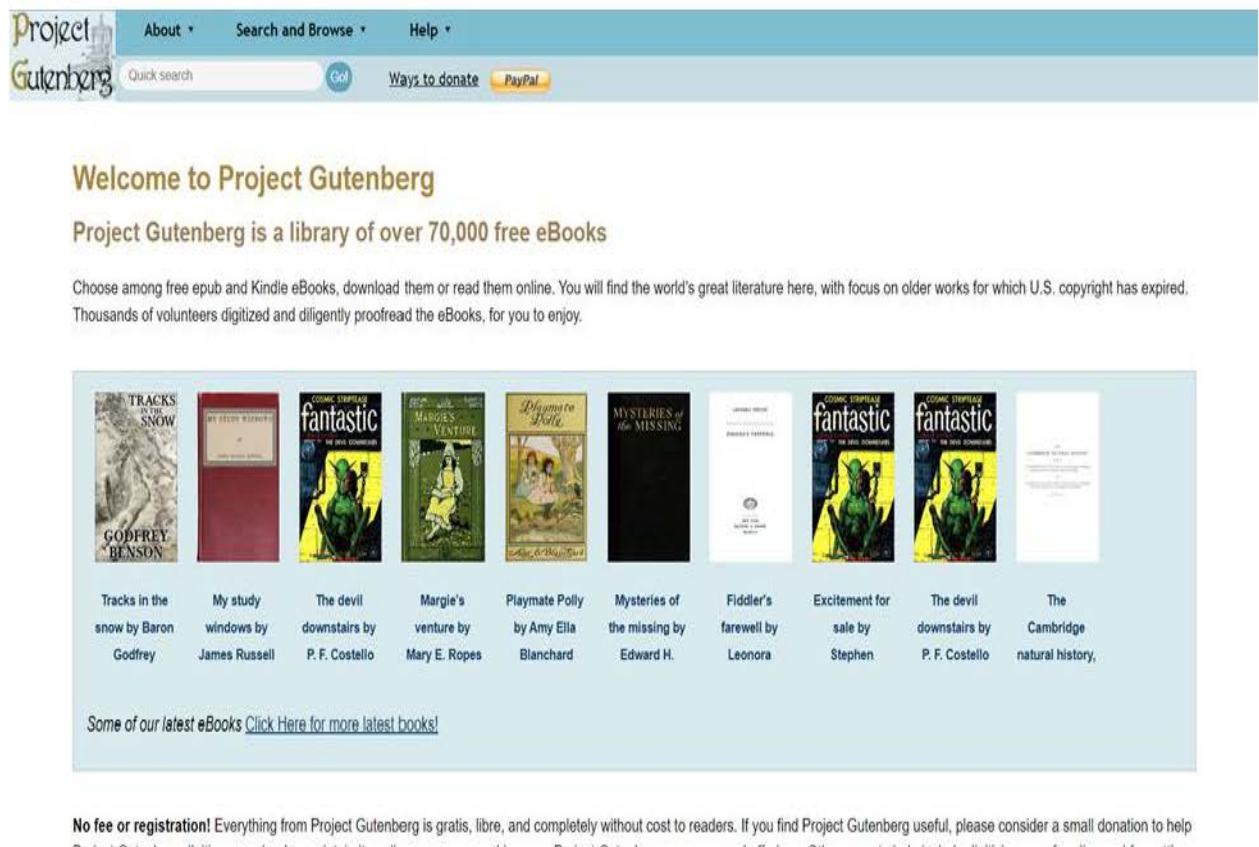 Project
Gutenberg
About
Search and Browse
Help
Quick search
Go!
Ways to donate
PayPal
Welcome to Project Gutenberg
Project Gutenberg is a library of over 70,000 free eBooks
Choose among free epub and Kindle eBooks, download them or read them online. You will find the world's great literature here, with focus on older works for which U.S. copyright has expired.
Thousands of volunteers digitized and diligently proofread the eBooks, for you to enjoy.
TRACKS
IN THE
SNOW
GODFREY
BENSON
MY STUDY WINDOWS
COSMIC STRIPTEASE
fantastic
THE DEVIL DOWNSTAIRS
MARGIE'S
VENTURE
Playmate
Polly
Amy E. Blanchard
MYSTERIES of
the MISSING
COSMIC STRIPTEASE
fantastic
THE DEVIL DOWNSTAIRS
COSMIC STRIPTEASE
fantastic
THE DEVIL DOWNSTAIRS
Tracks in the
snow by Baron
Godfrey
My study
windows by
James Russell
The devil
downstairs by
P. F. Costello
Margie's
venture by
Mary E. Ropes
Playmate Polly
by Amy Ella
Blanchard
Mysteries of
the missing by
Edward H.
Fiddler's
farewell by
Leonora
Excitement for
sale by
Stephen
The devil
downstairs by
P. F. Costello
The
Cambridge
natural history,
Some of our latest eBooks Click Here for more latest books!
No fee or registration! Everything from Project Gutenberg is gratis, libre, and completely without cost to readers. If you find Project Gutenberg useful, please consider a small donation to help